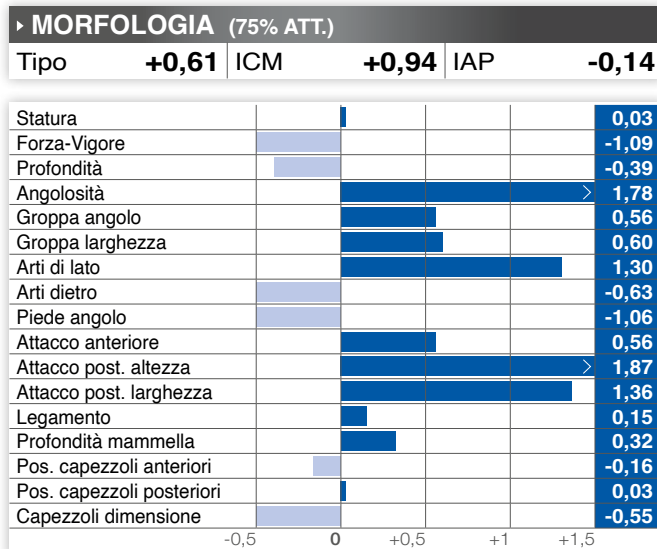 ▸ MORFOLOGIA (75% ATT.)
Tipo +0,61 ICM +0,94 IAP -0,14
Statura 0,03
Forza-Vigore -1,09
Profondità -0,39
Angolosità > 1,78
Groppa angolo 0,56
Groppa larghezza 0,60
Arti di lato 1,30
Arti dietro -0,63
Piede angolo -1,06
Attacco anteriore 0,56
Attacco post. altezza > 1,87
Attacco post. larghezza 1,36
Legamento 0,15
Profondità mammella 0,32
Pos. capezzoli anteriori -0,16
Pos. capezzoli posteriori 0,03
Capezzoli dimensione -0,55
-0,5 0 +0,5 +1 +1,5